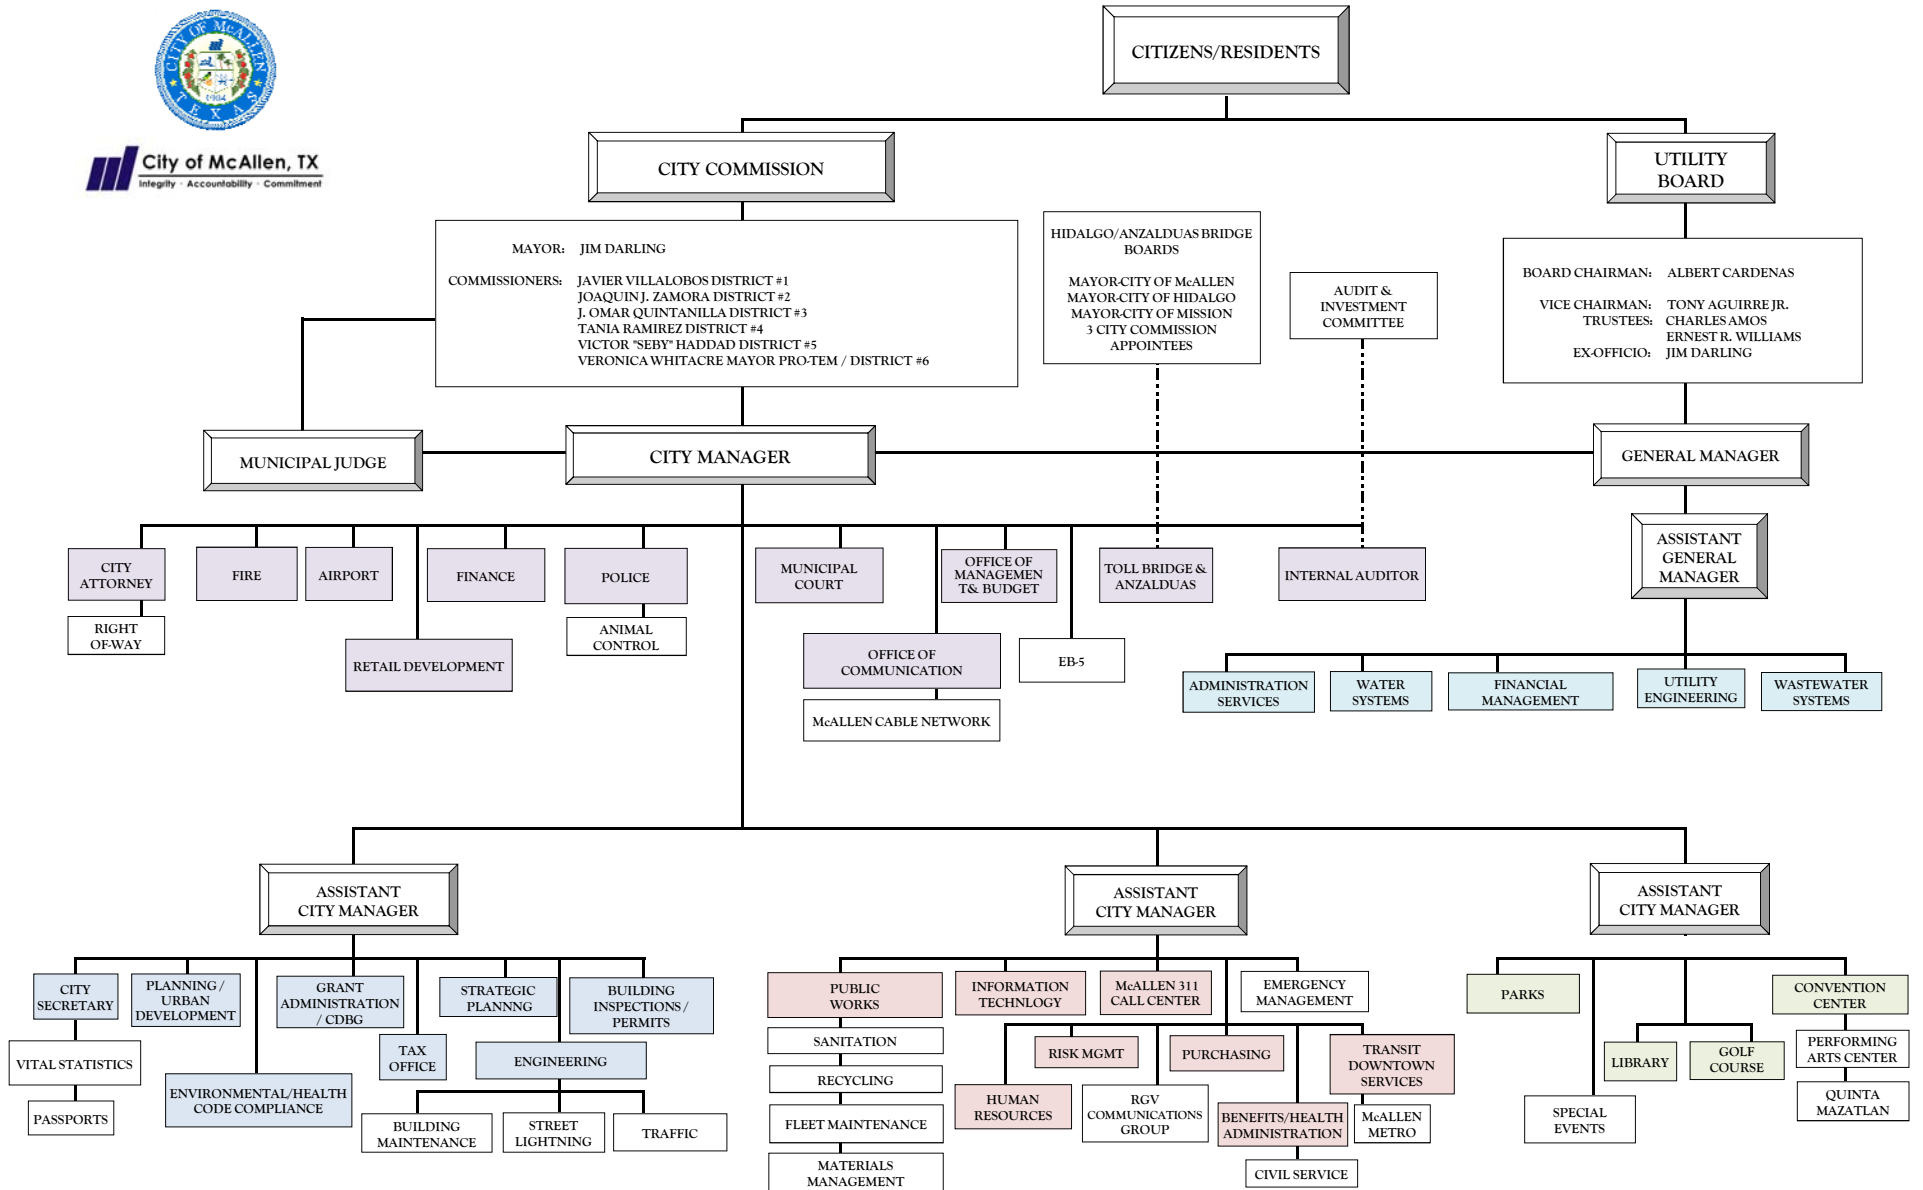 CITY OF McALLEN
1904
TEXAS
City of McAllen, TX
Integrity · Accountability · Commitment
CITIZENS/RESIDENTS
CITY COMMISSION
UTILITY
BOARD
MAYOR: JIM DARLING
COMMISSIONERS: JAVIER VILLALOBOS DISTRICT #1
JOAQUIN J. ZAMORA DISTRICT #2
J. OMAR QUINTANILLA DISTRICT #3
TANIA RAMIREZ DISTRICT #4
VICTOR "SEBY" HADDAD DISTRICT #5
VERONICA WHITACRE MAYOR PRO-TEM / DISTRICT #6
HIDALGO/ANZALDUAS BRIDGE
BOARDS
MAYOR-CITY OF McALLEN
MAYOR-CITY OF HIDALGO
MAYOR-CITY OF MISSION
3 CITY COMMISSION
APPOINTEES
AUDIT &
INVESTMENT
COMMITTEE
BOARD CHAIRMAN: ALBERT CARDENAS
VICE CHAIRMAN: TONY AGUIRRE JR.
TRUSTEES: CHARLES AMOS
ERNEST R. WILLIAMS
EX-OFFICIO: JIM DARLING
MUNICIPAL JUDGE
CITY MANAGER
GENERAL MANAGER
ASSISTANT
GENERAL
MANAGER
CITY
ATTORNEY
FIRE
AIRPORT
FINANCE
POLICE
MUNICIPAL
COURT
OFFICE OF
MANAGEMEN
T& BUDGET
TOLL BRIDGE &
ANZALDUAS
INTERNAL AUDITOR
RIGHT
OF-WAY
RETAIL DEVELOPMENT
ANIMAL
CONTROL
OFFICE OF
COMMUNICATION
EB-5
McALLEN CABLE NETWORK
ADMINISTRATION
SERVICES
WATER
SYSTEMS
FINANCIAL
MANAGEMENT
UTILITY
ENGINEERING
WASTEWATER
SYSTEMS
ASSISTANT
CITY MANAGER
ASSISTANT
CITY MANAGER
ASSISTANT
CITY MANAGER
CITY
SECRETARY
PLANNING /
URBAN
DEVELOPMENT
GRANT
ADMINISTRATION
/ CDBG
STRATEGIC
PLANNNG
BUILDING
INSPECTIONS /
PERMITS
VITAL STATISTICS
PASSPORTS
ENVIRONMENTAL/HEALTH
CODE COMPLIANCE
TAX
OFFICE
ENGINEERING
BUILDING
MAINTENANCE
STREET
LIGHTNING
TRAFFIC
PUBLIC
WORKS
SANITATION
RECYCLING
FLEET MAINTENANCE
MATERIALS
MANAGEMENT
INFORMATION
TECHNLOGY
McALLEN 311
CALL CENTER
EMERGENCY
MANAGEMENT
RISK MGMT
PURCHASING
TRANSIT
DOWNTOWN
SERVICES
HUMAN
RESOURCES
RGV
COMMUNICATIONS
GROUP
BENEFITS/HEALTH
ADMINISTRATION
McALLEN
METRO
CIVIL SERVICE
PARKS
CONVENTION
CENTER
LIBRARY
GOLF
COURSE
PERFORMING
ARTS CENTER
SPECIAL
EVENTS
QUINTA
MAZATLAN